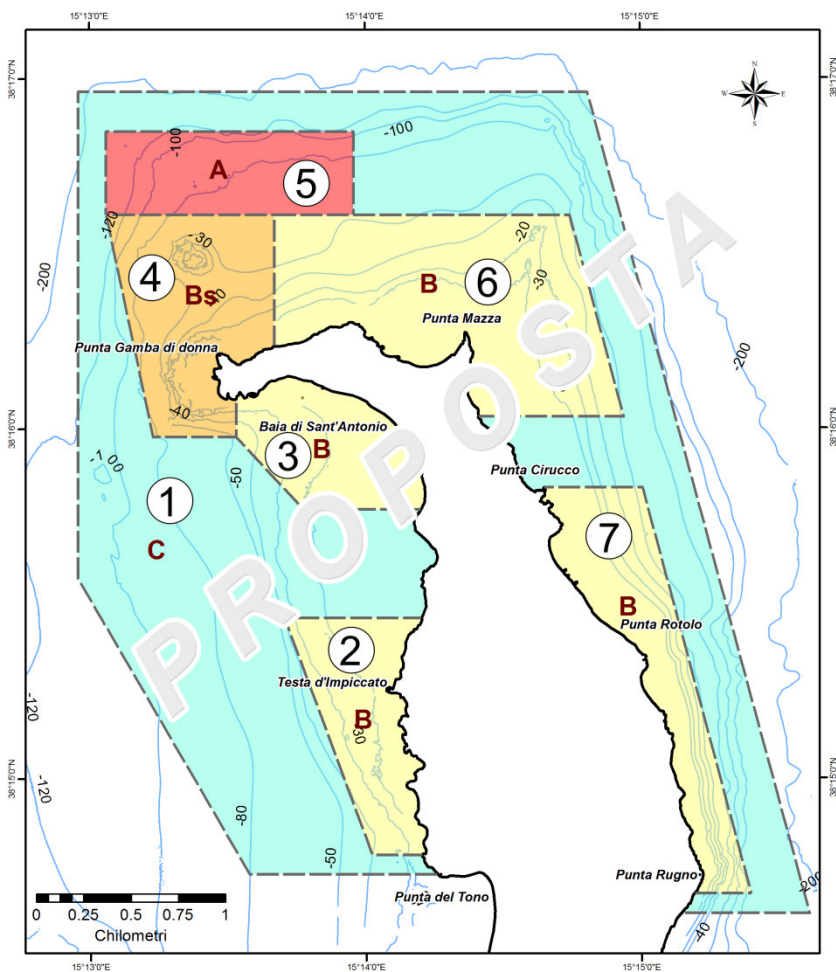 15°13'0"E 15°14'0"E 15°15'0"E
38°17'0"N 38°17'0"N
N
W E
S
-100
-100
A
5
-120
-200
-30
-20
4
Bs
-40
B
6
-30
Punta Mazza
-200
Punta Gamba di donna
-40
38°16'0"N 38°16'0"N
Baia di Sant'Antonio
B
3
-50
Punta Cirucco
-100
1
C
7
B
Punta Rotolo
PROPOSTA
2
Testa d'Impiccato
B
-30
-120
-120
38°15'0"N 38°15'0"N
-80
-50
Punta Rugno
-200
Punta del Tono
-40
0 0.25 0.5 0.75 1
Chilometri
15°13'0"E 15°14'0"E 15°15'0"E